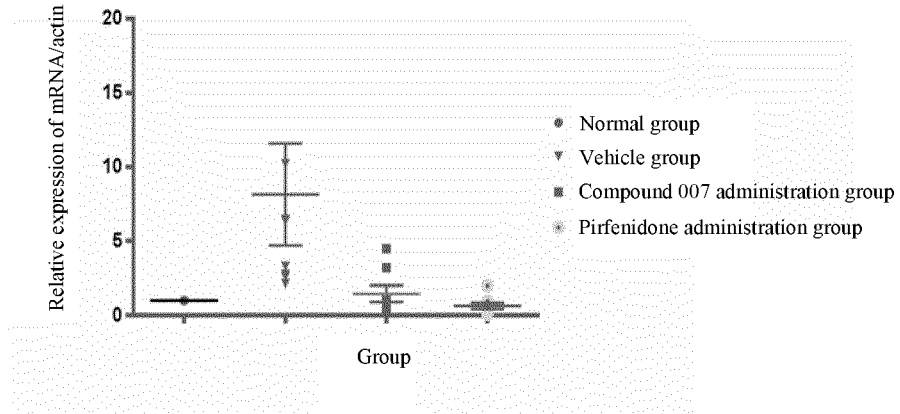 Relative expression of mRNA/actin
20
15
10
5
0
Group
Normal group
Vehicle group
Compound 007 administration group
Pirfenidone administration group